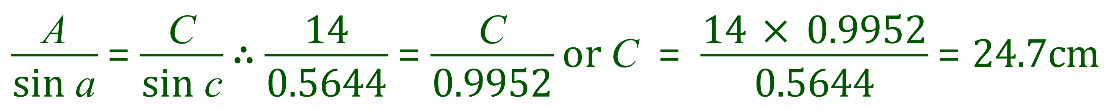 A/sin a = C/sin c ∴ 14/0.5644 = C/0.9952 or C = 14 × 0.9952/0.5644 = 24.7cm